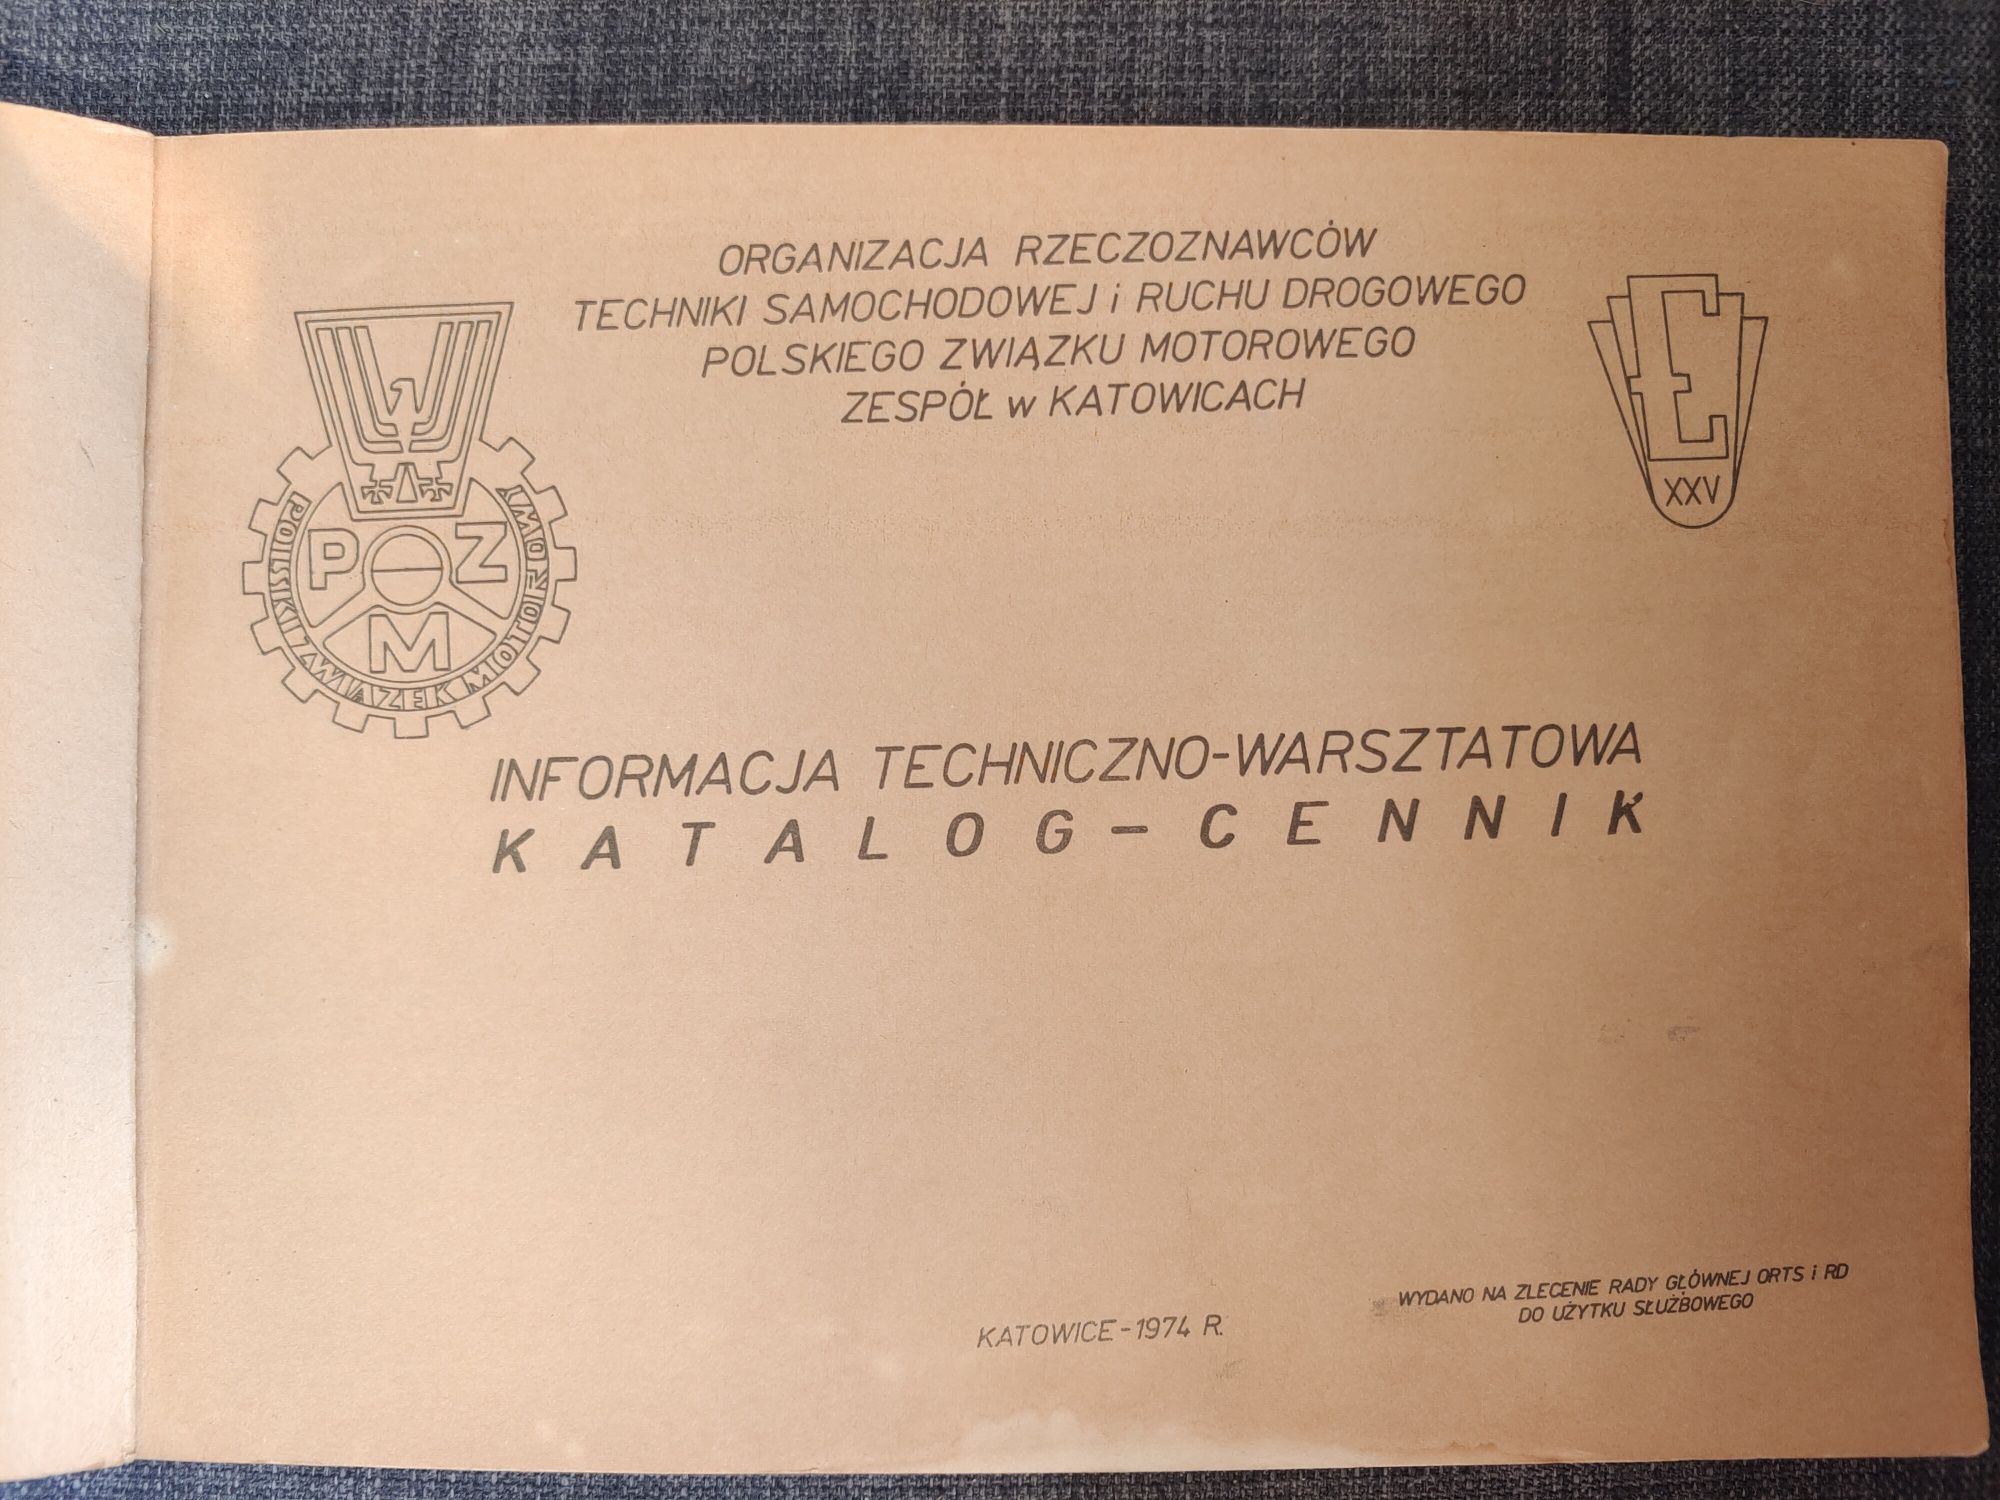 ORGANIZACJA RZECZOZNAWCÓW
TECHNIKI SAMOCHODOWEJ i RUCHU DROGOWEGO
POLSKIEGO ZWIĄZKU MOTOROWEGO
ZESPÓŁ w KATOWICACH
P Z
M
POLSKI ZWIĄZEK MOTOROWY
E
XXV
INFORMACJA TECHNICZNO-WARSZTATOWA
KATALOG-CENNIK
WYDANO NA ZLECENIE RADY GŁÓWNEJ ORTS i RD
DO UŻYTKU SŁUŻBOWEGO
KATOWICE-1974 R.